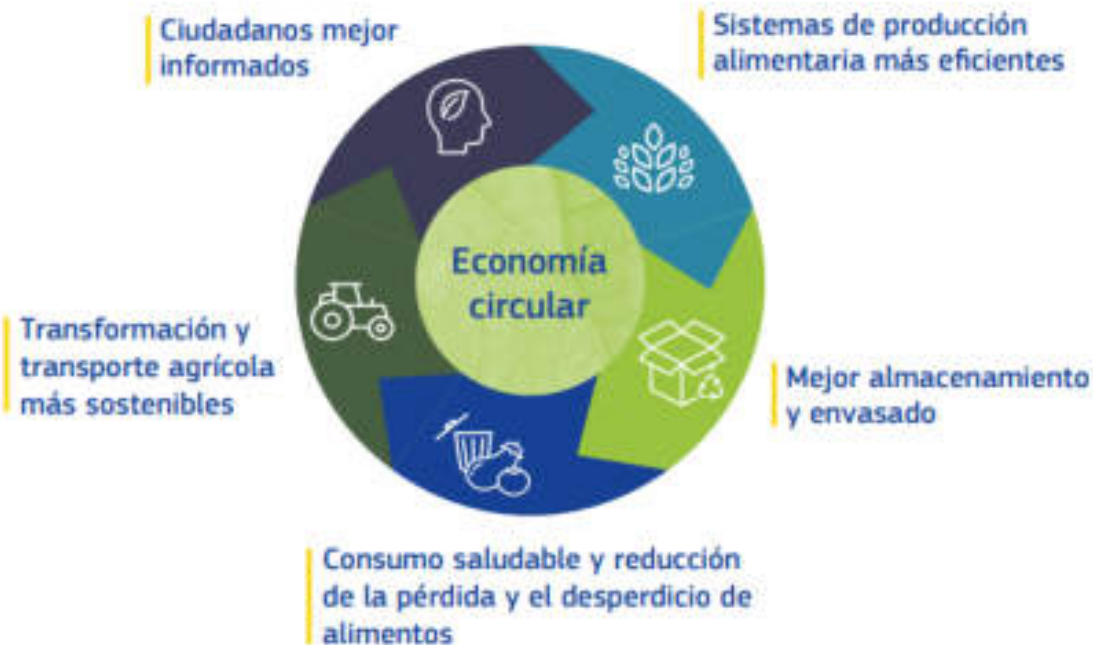 Ciudadanos mejor
informados
Sistemas de producción
alimentaria más eficientes
Economía
circular
Transformación y
transporte agrícola
más sostenibles
Mejor almacenamiento
y envasado
Consumo saludable y reducción
de la pérdida y el desperdicio de
alimentos